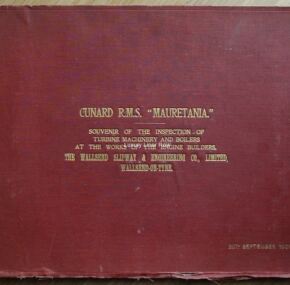 CUNARD R.M.S. "MAURETANIA."
SOUVENIR OF THE INSPECTION OF
TURBINE MACHINERY AND BOILERS
AT THE WORKS OF THE ENGINE BUILDERS,
THE WALLSEND SLIPWAY & ENGINEERING CO., LIMITED,
WALLSEND-ON-TYNE.
SEPTEMBER